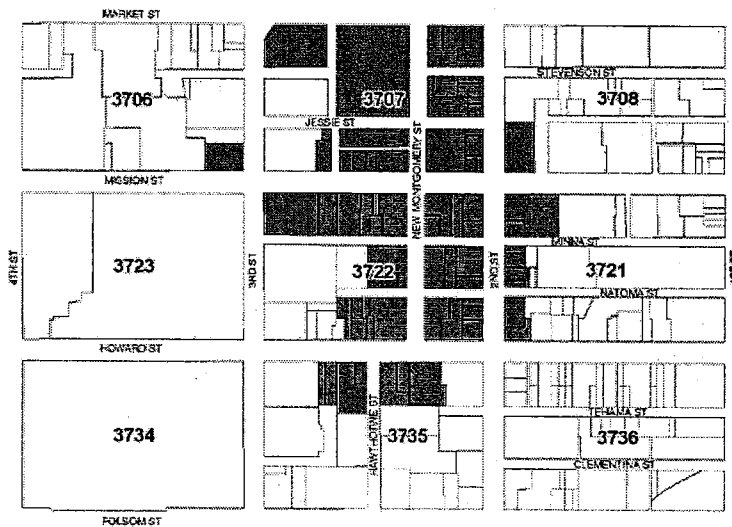 MARKET ST
STEVENSON ST
3706
3707
3708
JESSIE ST
MISSION ST
NEW MONTGOMERY ST
MINNA ST
4TH ST
3723
3RD ST
3722
2ND ST
3721
NATOMA ST
HOWARD ST
TEHAMA ST
3734
HAWTHORNE ST
3735
3736
CLEMENTINA ST
FOLSOM ST